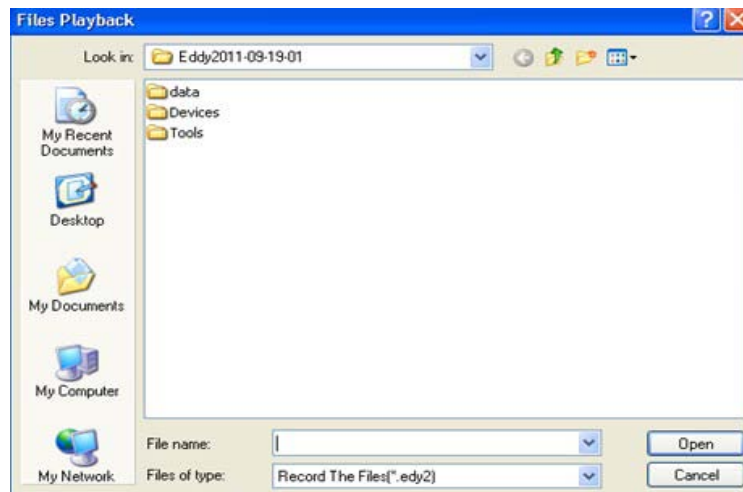 Files Playback
Look in: Eddy2011-09-19-01
data
Devices
Tools
My Recent
Documents
Desktop
My Documents
My Computer
My Network
File name:
Open
Files of type: Record The Files(*.edy2)
Cancel